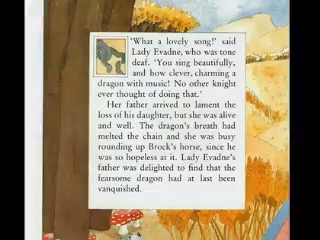 'What a lovely song!' said
Lady Evadne, who was tone
deaf. 'You sing beautifully,
and how clever, charming a
dragon with music! No other knight
ever thought of doing that.'
Her father arrived to lament the
loss of his daughter, but she was alive
and well. The dragon's breath had
melted the chain and she was busy
rounding up Brock's horse, since he
was so hopeless at it. Lady Evadne's
father was delighted to find that the
fearsome dragon had at last been
vanquished.